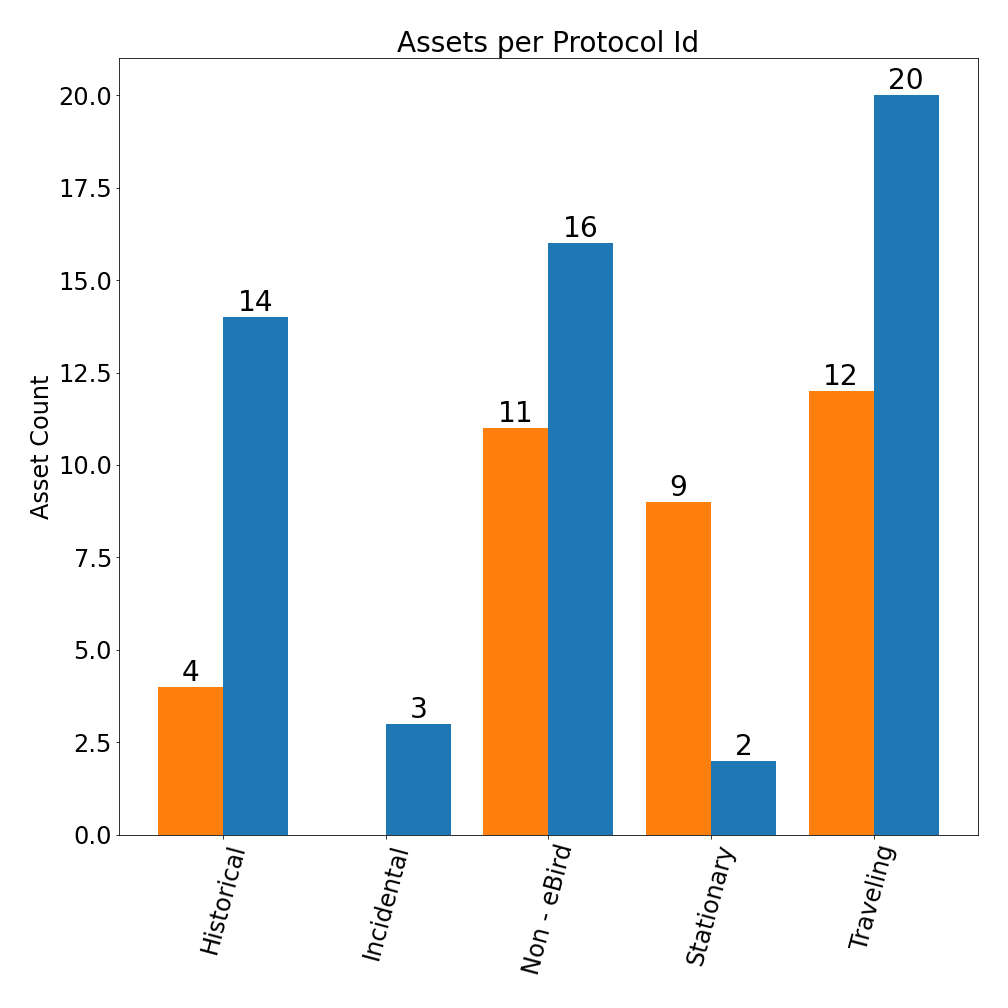 Assets per Protocol Id
20.0
17.5
15.0
12.5
10.0
7.5
5.0
2.5
0.0
Asset Count
4
14
3
11
16
9
2
12
20
Historical
Incidental
Non - eBird
Stationary
Traveling